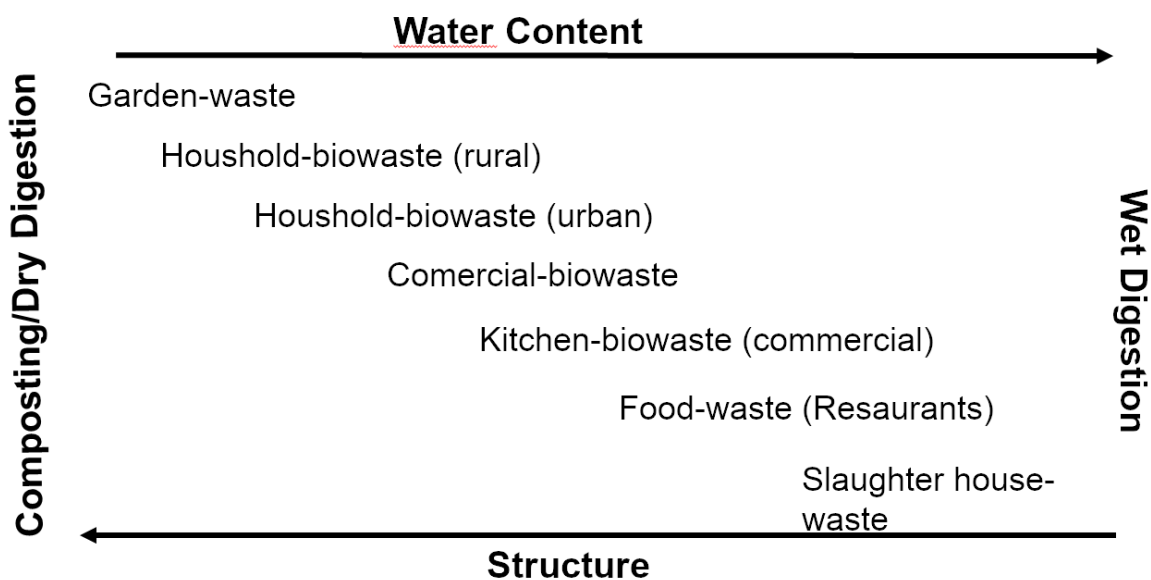 Water Content
Composting/Dry Digestion
Garden-waste
Houshold-biowaste (rural)
Houshold-biowaste (urban)
Comercial-biowaste
Kitchen-biowaste (commercial)
Food-waste (Resaurants)
Slaughter house-
waste
Wet Digestion
Structure